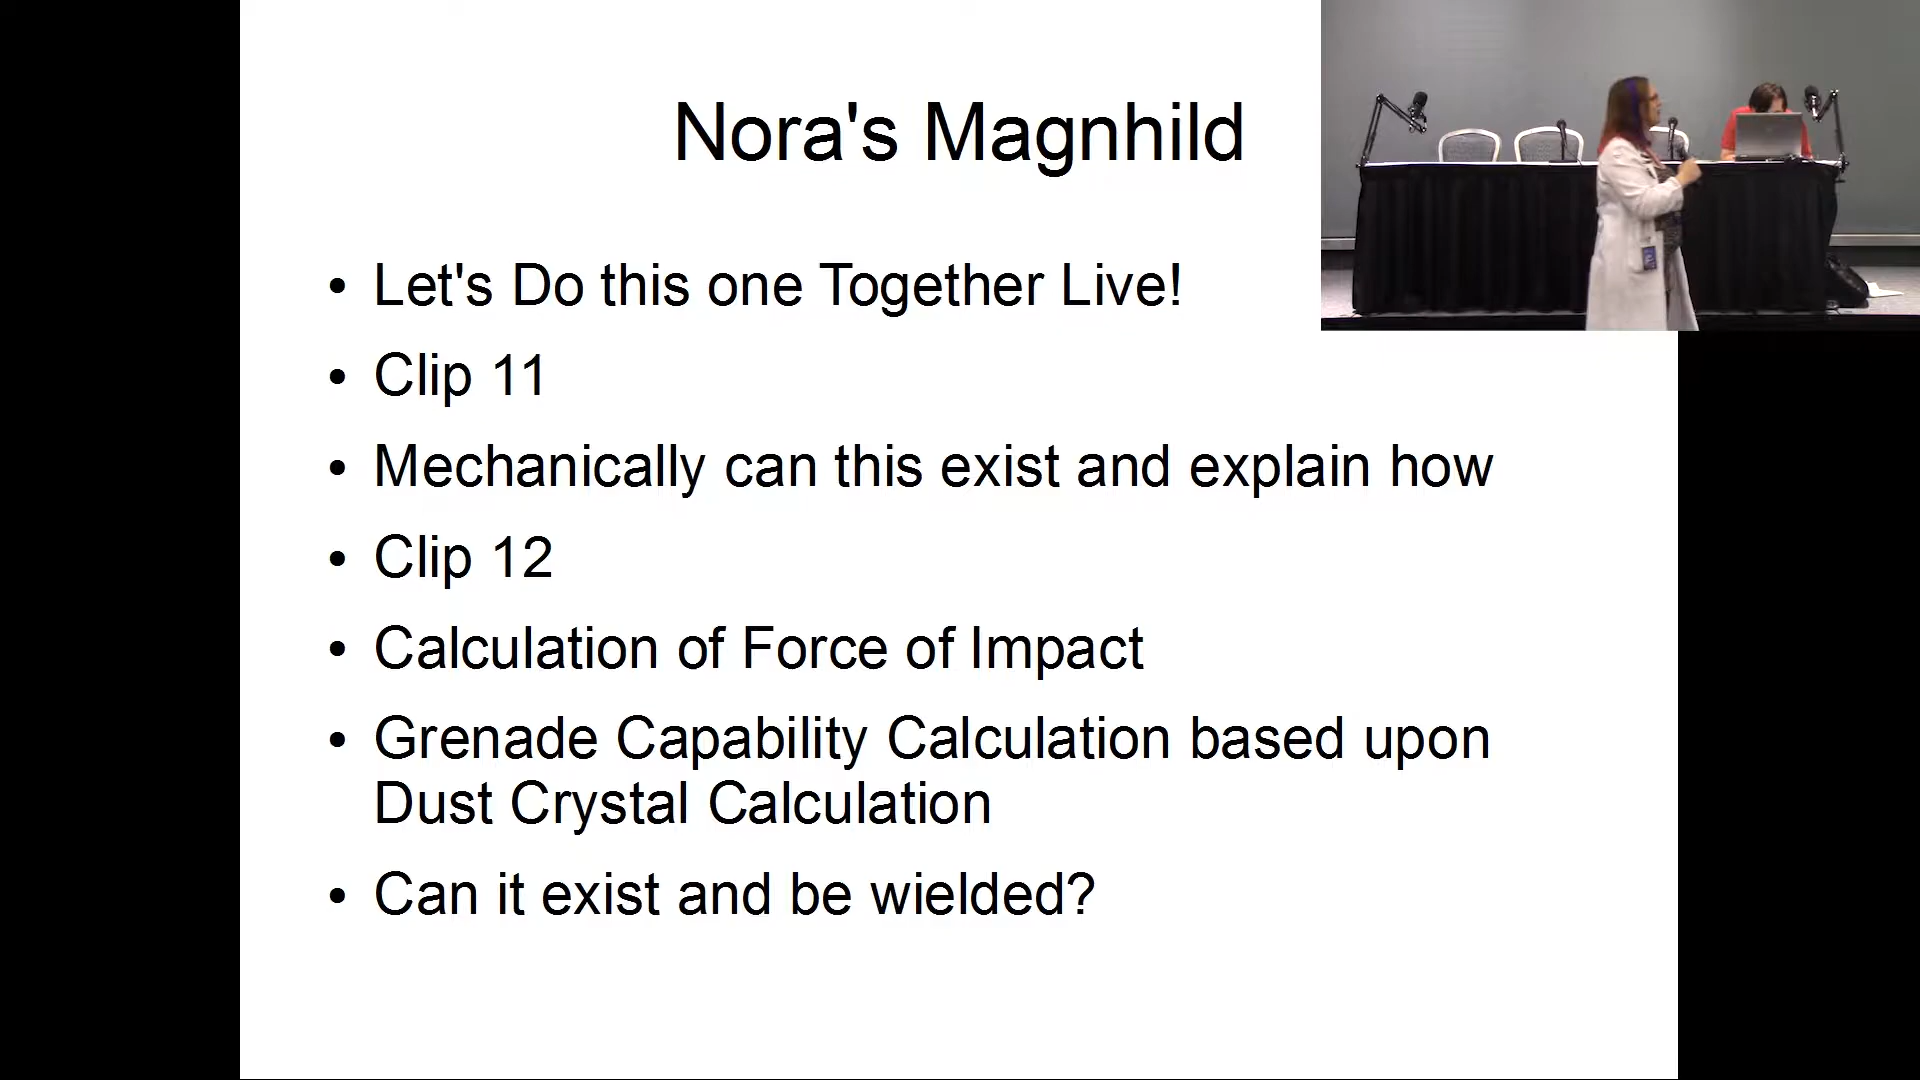 Nora's Magnhild
• Let's Do this one Together Live!
• Clip 11
• Mechanically can this exist and explain how
• Clip 12
• Calculation of Force of Impact
• Grenade Capability Calculation based upon
Dust Crystal Calculation
• Can it exist and be wielded?